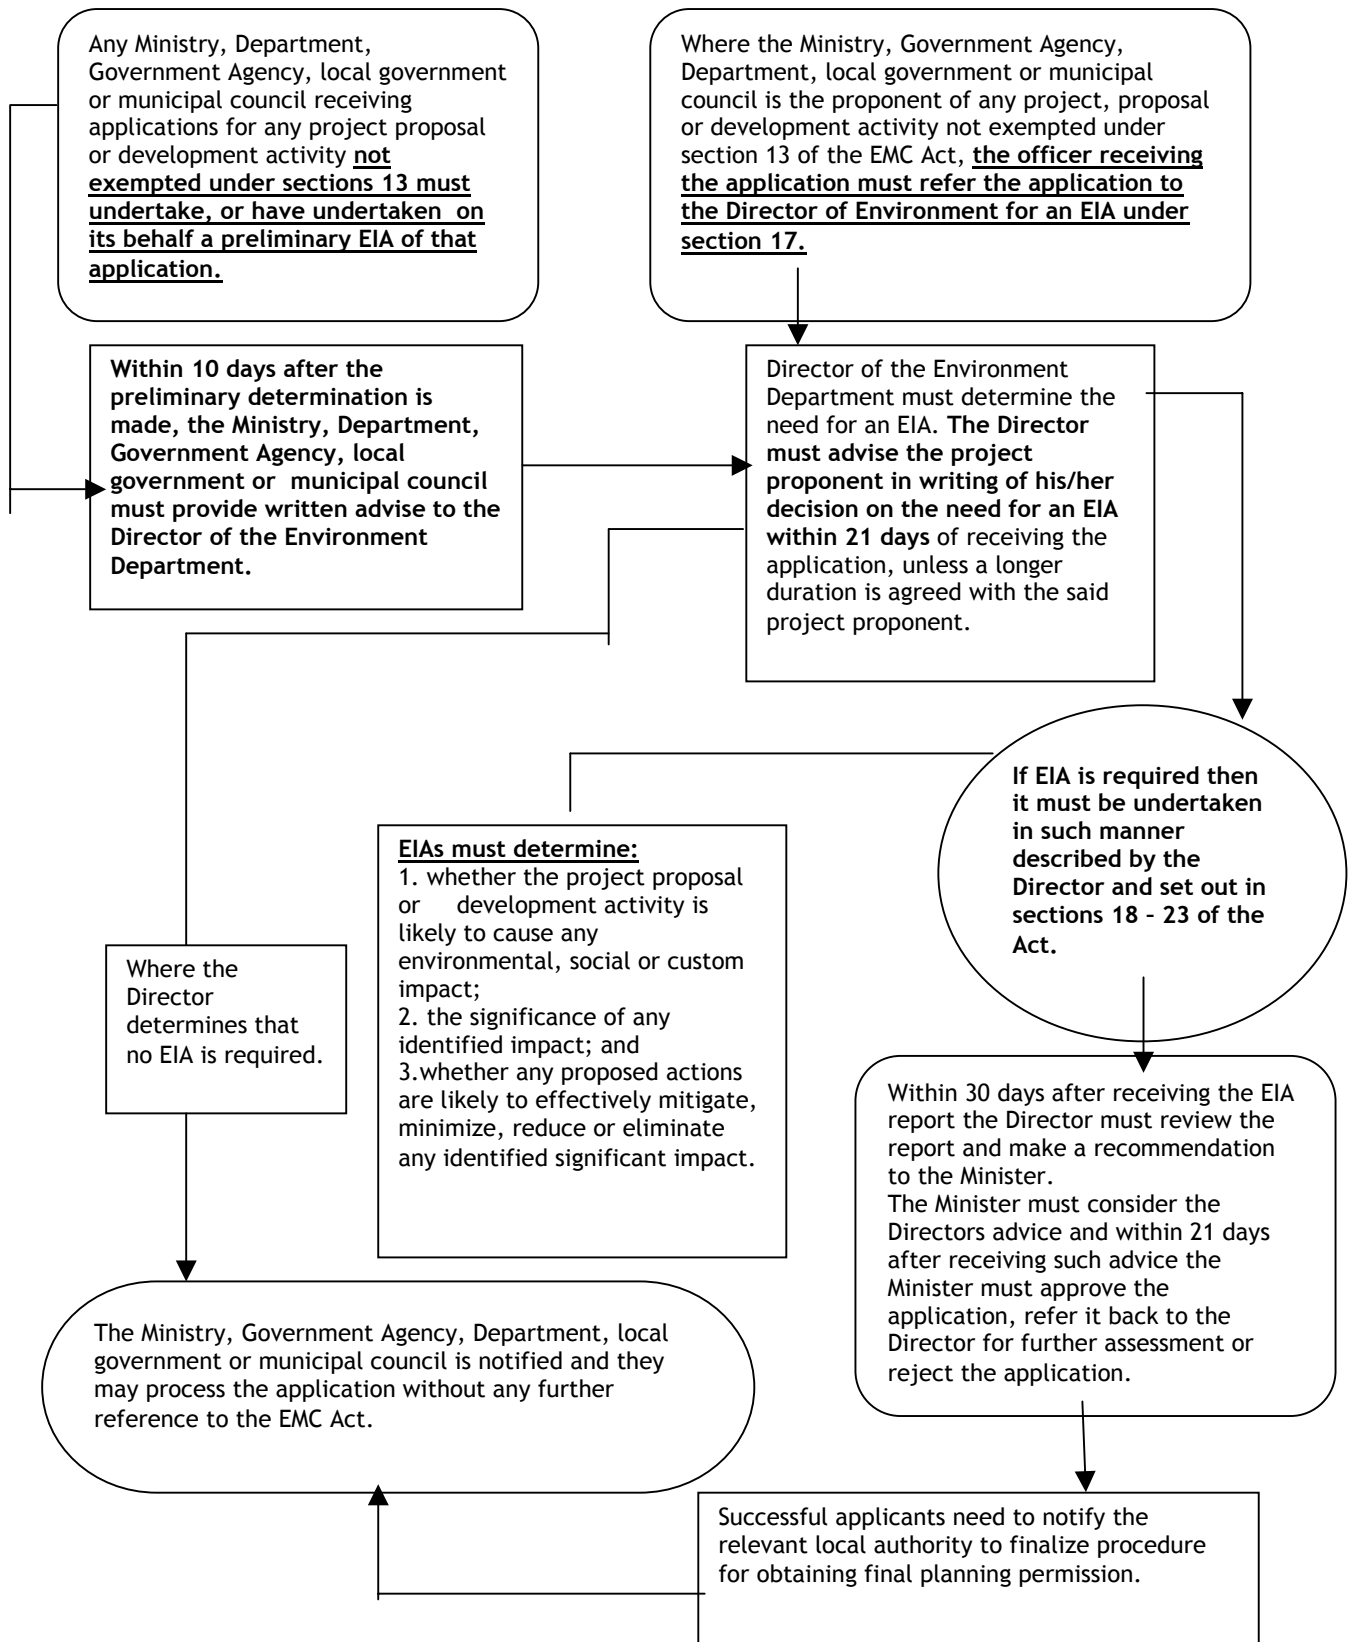 Any Ministry, Department,
Government Agency, local government
or municipal council receiving
applications for any project proposal
or development activity not
exempted under sections 13 must
undertake, or have undertaken  on
its behalf a preliminary EIA of that
application.
Where the Ministry, Government Agency,
Department, local government or municipal
council is the proponent of any project, proposal
or development activity not exempted under
section 13 of the EMC Act, the officer receiving
the application must refer the application to
the Director of Environment for an EIA under
section 17.
Within 10 days after the
preliminary determination is
made, the Ministry, Department,
Government Agency, local
government or  municipal council
must provide written advise to the
Director of the Environment
Department.
Director of the Environment
Department must determine the
need for an EIA. The Director
must advise the project
proponent in writing of his/her
decision on the need for an EIA
within 21 days of receiving the
application, unless a longer
duration is agreed with the said
project proponent.
If EIA is required then
it must be undertaken
in such manner
described by the
Director and set out in
sections 18 – 23 of the
Act.
EIAs must determine:
1. whether the project proposal
or    development activity is
likely to cause any
environmental, social or custom
impact;
2. the significance of any
identified impact; and
3.whether any proposed actions
are likely to effectively mitigate,
minimize, reduce or eliminate
any identified significant impact.
Where the
Director
determines that
no EIA is required.
Within 30 days after receiving the EIA
report the Director must review the
report and make a recommendation
to the Minister.
The Minister must consider the
Directors advice and within 21 days
after receiving such advice the
Minister must approve the
application, refer it back to the
Director for further assessment or
reject the application.
The Ministry, Government Agency, Department, local
government or municipal council is notified and they
may process the application without any further
reference to the EMC Act.
Successful applicants need to notify the
relevant local authority to finalize procedure
for obtaining final planning permission.